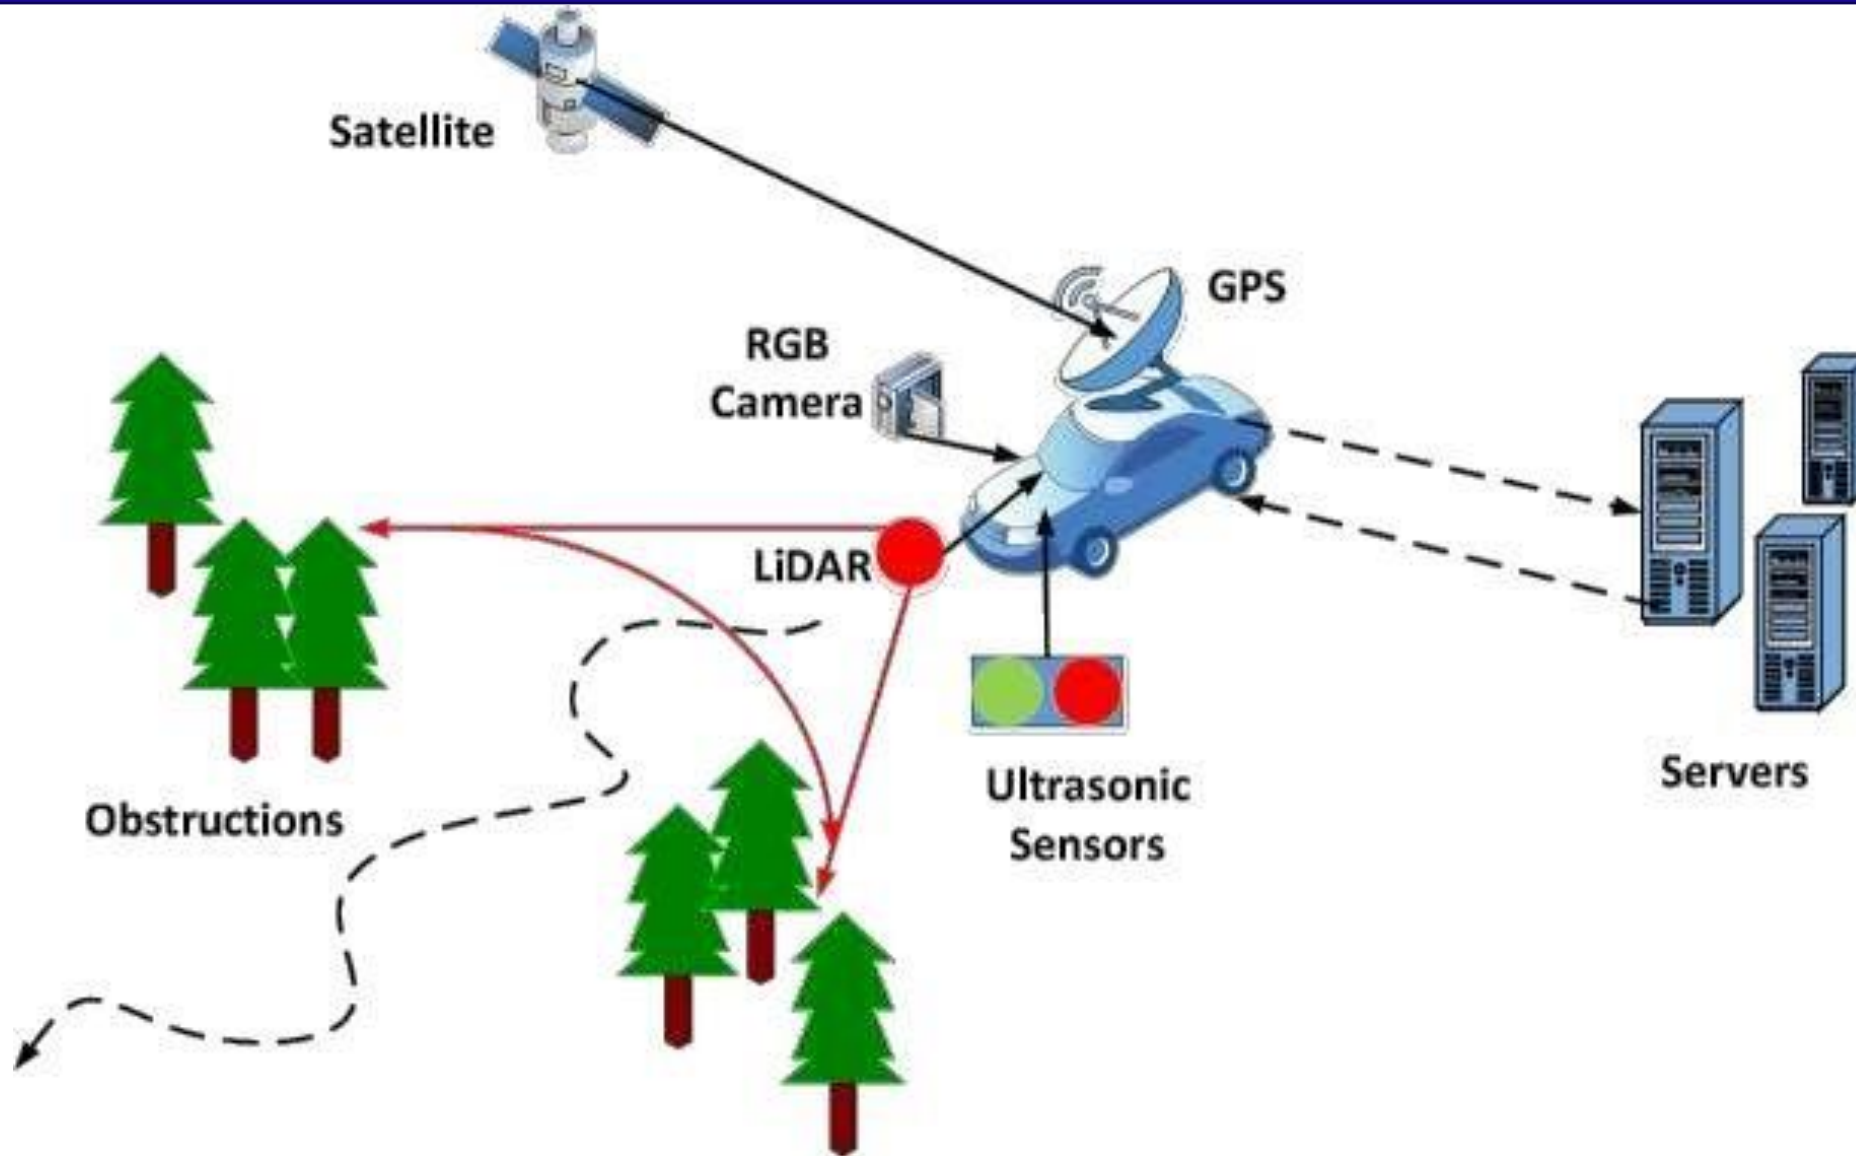 Satellite
GPS
RGB
Camera
LiDAR
Obstructions
Ultrasonic
Sensors
Servers